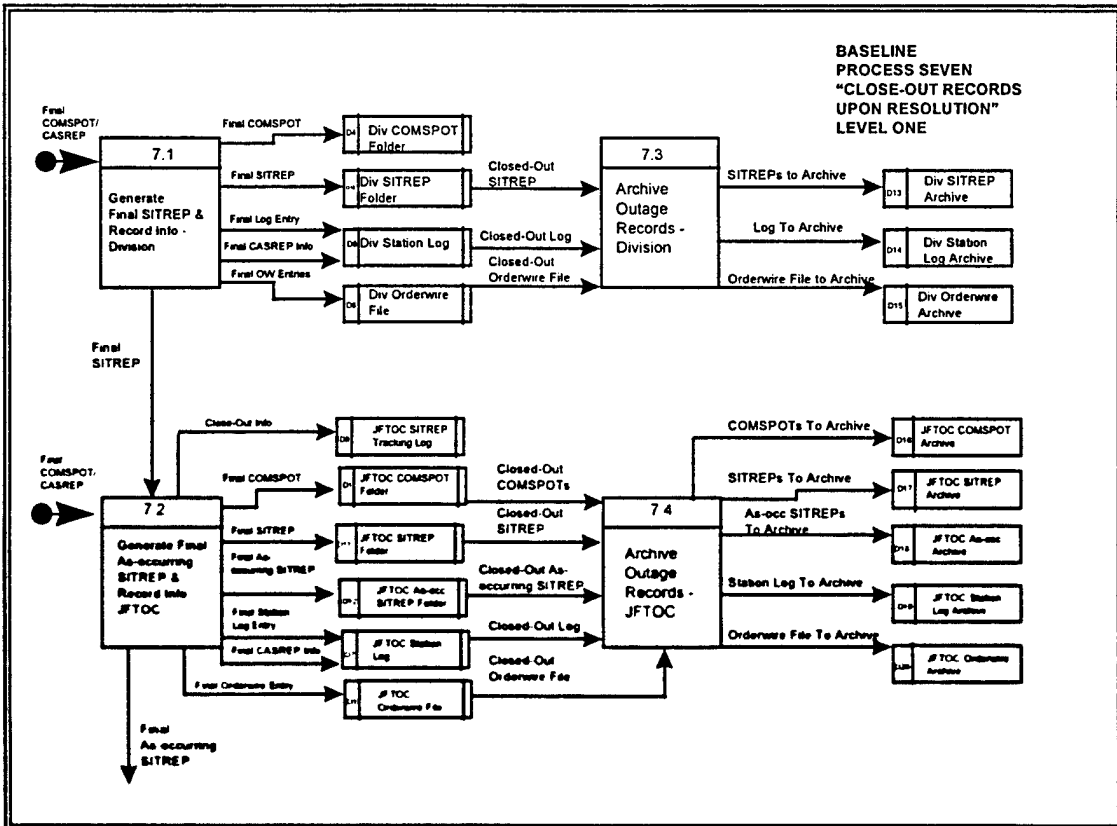 BASELINE
PROCESS SEVEN
"CLOSE-OUT RECORDS
UPON RESOLUTION"
LEVEL ONE
Final
COMSPOT/
CASREP
7.1
Generate
Final SITREP &
Record Info -
Division
Final COMSPOT
Final SITREP
Final Log Entry
Final CASREP Info
Final OW Entries
D4
Div COMSPOT
Folder
Div SITREP
Folder
Div Station Log
Div Orderwire
File
Closed-Out
SITREP
Closed-Out Log
Closed-Out
Orderwire File
7.3
Archive
Outage
Records -
Division
SITREPs to Archive
Log To Archive
Orderwire File to Archive
D13
Div SITREP
Archive
D14
Div Station
Log Archive
D15
Div Orderwire
Archive
Final
SITREP
Final
COMSPOT/
CASREP
7 2
Generate Final
As-occurring
SITREP &
Record Info
JFTOC
Close-Out Info
Final COMSPOT
Final SITREP
Final As-
occurring SITREP
Final Station
Log Entry
Final CASREP Info
Final Orderwire Entry
JFTOC SITREP
Tracking Log
JFTOC COMSPOT
Folder
JFTOC SITREP
Folder
JFTOC As-occ
SITREP Folder
JFTOC Station
Log
JFTOC
Orderwire File
Closed-Out
COMSPOTs
Closed-Out
SITREP
Closed-Out As-
occurring SITREP
Closed-Out Log
Closed-Out
Orderwire File
7 4
Archive
Outage
Records -
JFTOC
COMSPOTs To Archive
SITREPs To Archive
As-occ SITREPs
To Archive
Station Log To Archive
Orderwire File To Archive
D16
JFTOC COMSPOT
Archive
D17
JFTOC SITREP
Archive
D18
JFTOC As-occ
Archive
JFTOC Station
Log Archive
JFTOC Orderwire
Archive
Final
As-occurring
SITREP